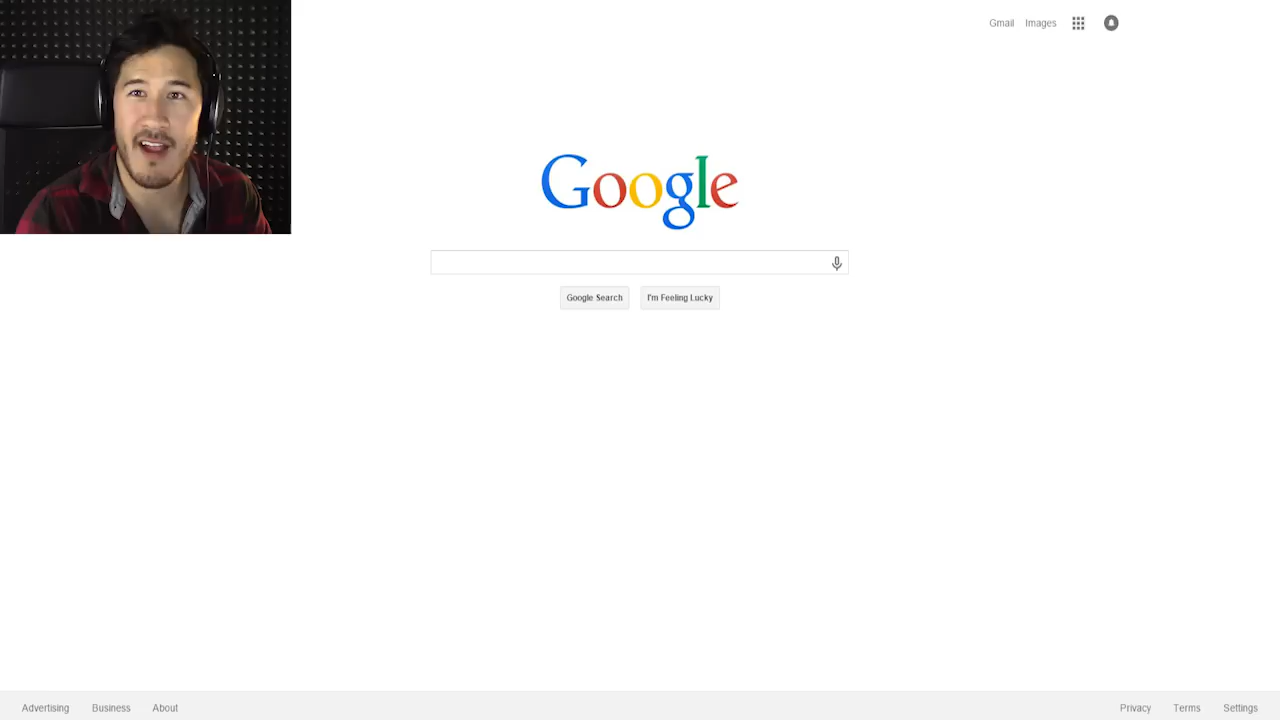 Gmail Images
Google
Google Search I'm Feeling Lucky
Advertising Business About Privacy Terms Settings